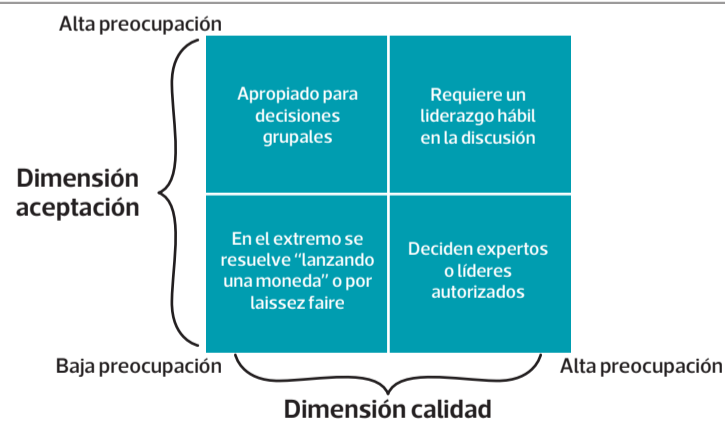 Alta preocupación
Apropiado para
decisiones
grupales
Requiere un
liderazgo hábil
en la discusión
Dimensión
aceptación
En el extremo se
resuelve “lanzando
una moneda” o por
laissez faire
Deciden expertos
o líderes
autorizados
Baja preocupación
Alta preocupación
Dimensión calidad